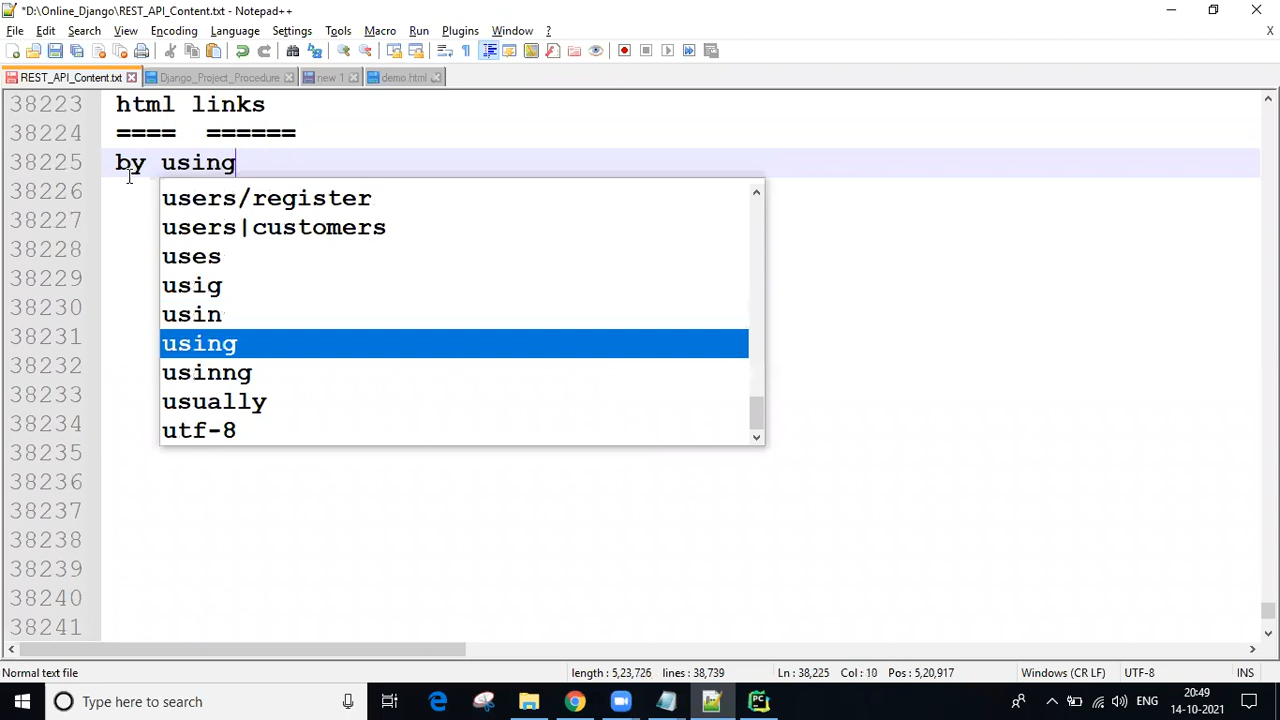 *D:\Online_Django\REST_API_Content.txt - Notepad++
File Edit Search View Encoding Language Settings Tools Macro Run Plugins Window ? X
REST_API_Content.txt Django_Project_Procedure new 1 demo.html
38223 html links
38224 ==== ======
38225 by using
38226
users/register
38227
users|customers
38228
uses
38229
usig
38230
usin
38231
using
38232
usinng
38233
usually
38234
utf-8
38235
38236
38237
38238
38239
38240
38241
Normal text file length : 5,23,726 lines : 38,739 Ln : 38,225 Col : 10 Pos : 5,20,917 Windows (CR LF) UTF-8 INS
Type here to search ENG 20:49
14-10-2021